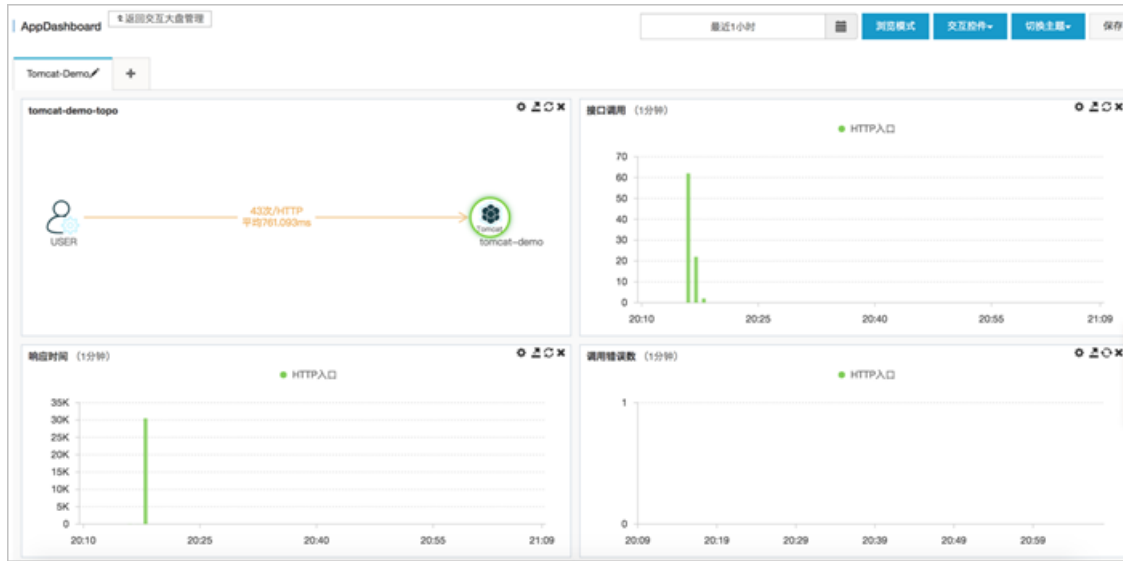 AppDashboard
返回交互大盘管理
最近1小时
浏览模式
交互控件
切换主题
保存
Tomcat-Demo
+
tomcat-demo-topo
43次/HTTP
平均761.093ms
USER
Tomcat
tomcat-demo
接口调用 (1分钟)
HTTP入口
70
60
50
40
30
20
10
0
20:10 20:25 20:40 20:55 21:09
响应时间 (1分钟)
HTTP入口
35K
30K
25K
20K
15K
10K
5K
0
20:10 20:25 20:40 20:55 21:09
调用错误数 (1分钟)
HTTP入口
1
0
20:09 20:19 20:29 20:39 20:49 20:59